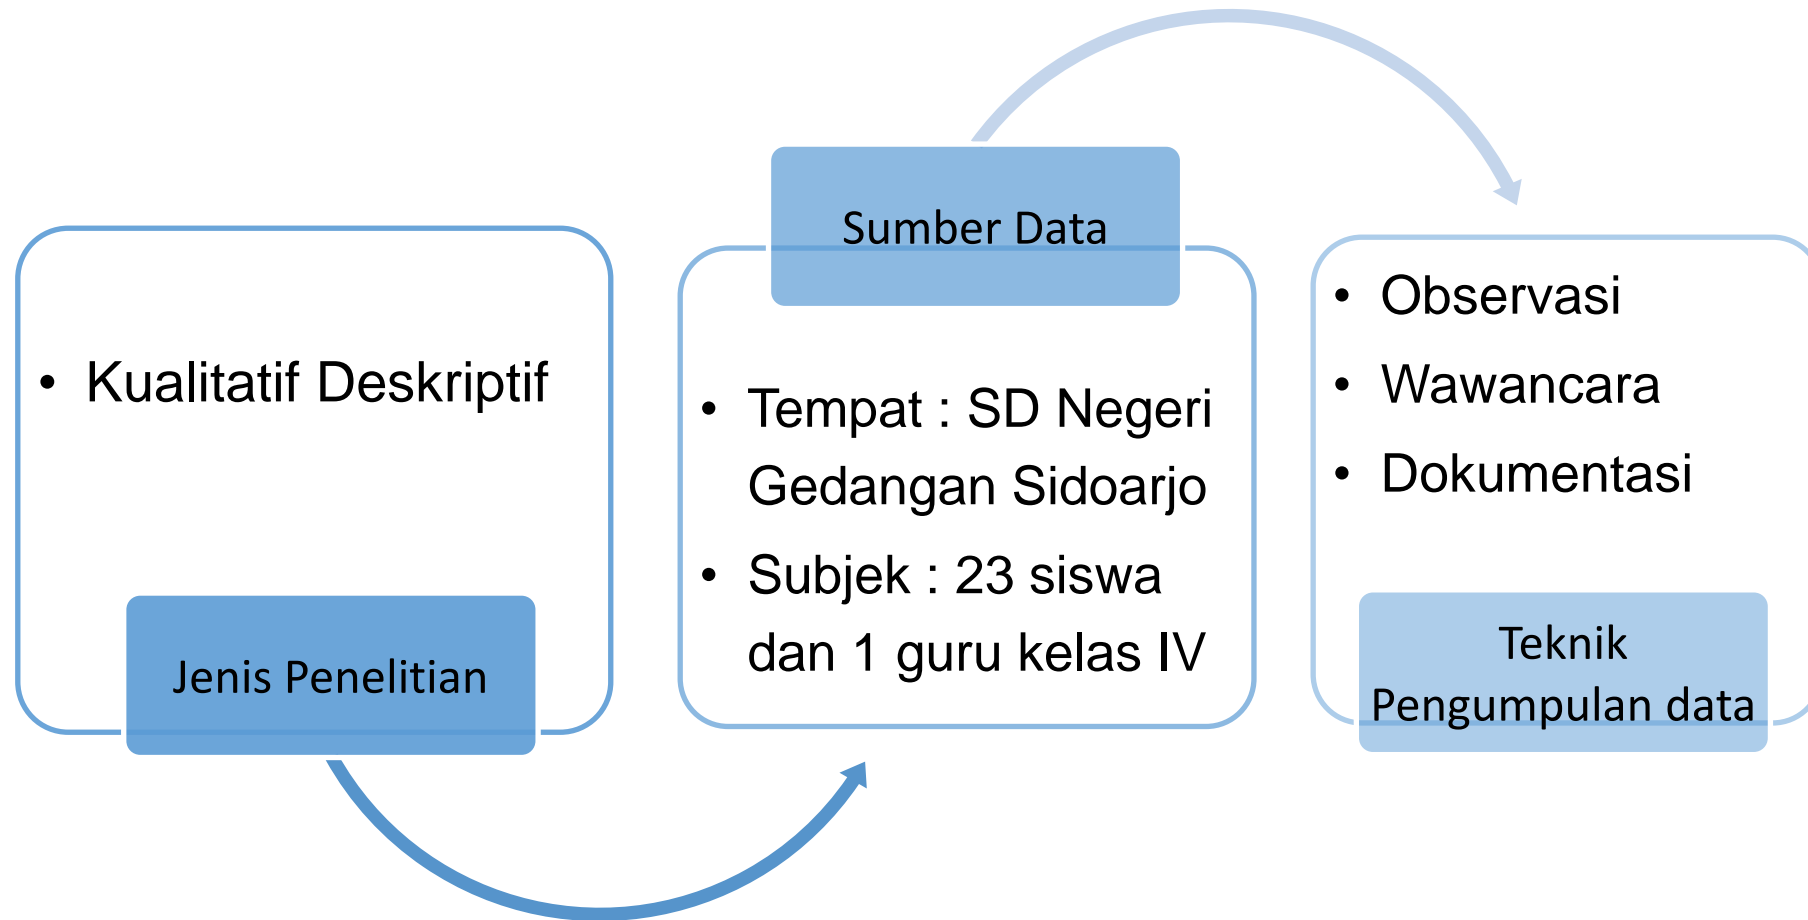 • Kualitatif Deskriptif
Jenis Penelitian
Sumber Data
• Tempat : SD Negeri
Gedangan Sidoarjo
• Subjek : 23 siswa
dan 1 guru kelas IV
• Observasi
• Wawancara
• Dokumentasi
Teknik
Pengumpulan data